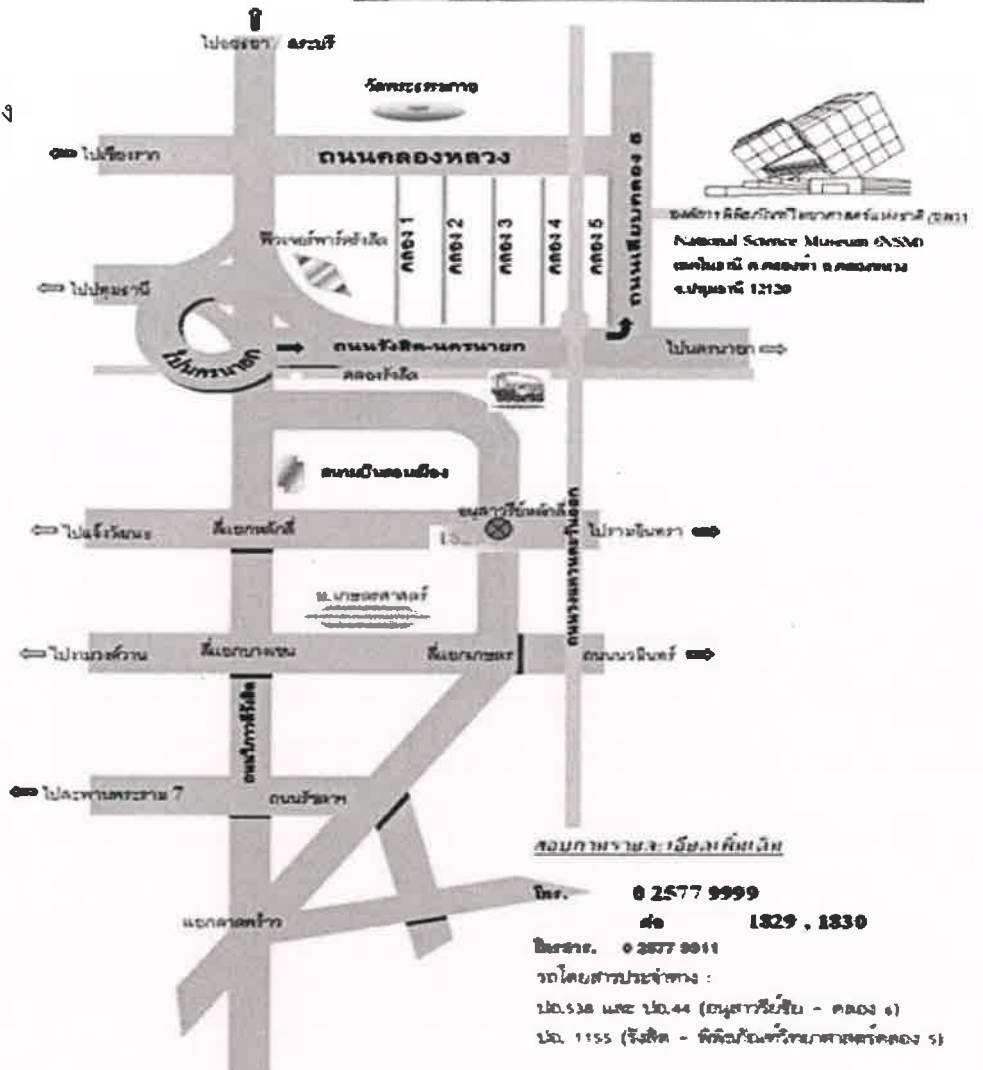 ง
ไปอยุธยา สระบุรี
วัดพระธรรมกาย
ไปเชียงราก
ถนนคลองหลวง
ถนนเลียบคลอง 6
ฟิวเจอร์พาร์ครังสิต
คลอง 1
คลอง 2
คลอง 3
คลอง 4
คลอง 5
องค์การพิพิธภัณฑ์วิทยาศาสตร์แห่งชาติ
National Science Museum (NSM)
เทคโนธานี ต.คลองห้า อ.คลองหลวง
จ.ปทุมธานี 12120
ไปปทุมธานี
ไปนครนายก
ถนนรังสิต-นครนายก
ไปนครนายก
คลองรังสิต
สนามบินดอนเมือง
อนุสาวรีย์หลักสี่
ไปแจ้งวัฒนะ
สี่แยกหลักสี่
ไปรามอินทรา
ถนนวงแหวนตะวันออก
ม.เกษตรศาสตร์
ไปงามวงศ์วาน
สี่แยกบางเขน
สี่แยกเกษตร
ถนนนวมินทร์
ถนนวิภาวดีรังสิต
ไปสะพานพระราม 7
ถนนรัชดาฯ
แยกลาดพร้าว
สอบถามรายละเอียดเพิ่มเติม
โทร. 0 2577 9999
ต่อ 1829 , 1830
โทรสาร. 0 2577 9911
รถโดยสารประจำทาง :
ปอ.538 และ ปอ.44 (อนุสาวรีย์ชัย - คลอง 6)
ปอ. 1155 (รังสิต - พิพิธภัณฑ์วิทยาศาสตร์คลอง 5)